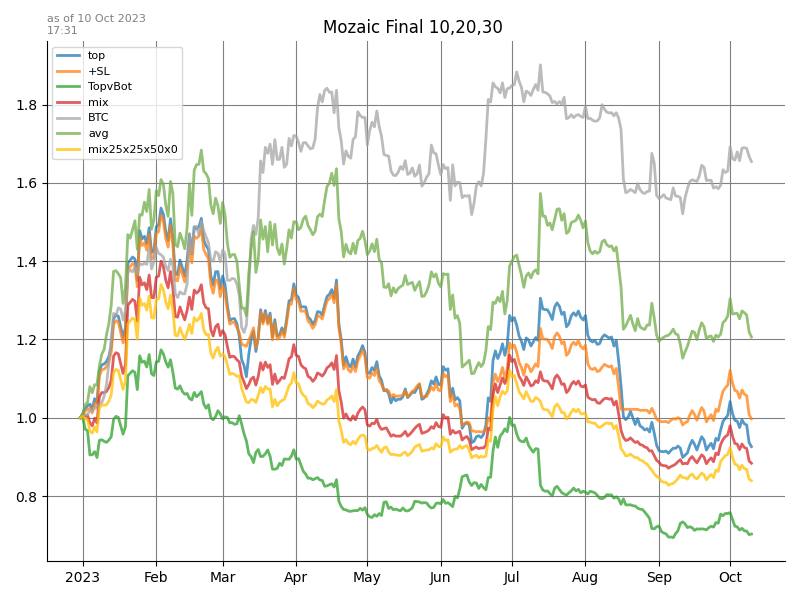 as of 10 Oct 2023
17:31
Mozaic Final 10,20,30
top
+SL
TopvBot
mix
BTC
avg
mix25x25x50x0
1.8
1.6
1.4
1.2
1.0
0.8
2023 Feb Mar Apr May Jun Jul Aug Sep Oct